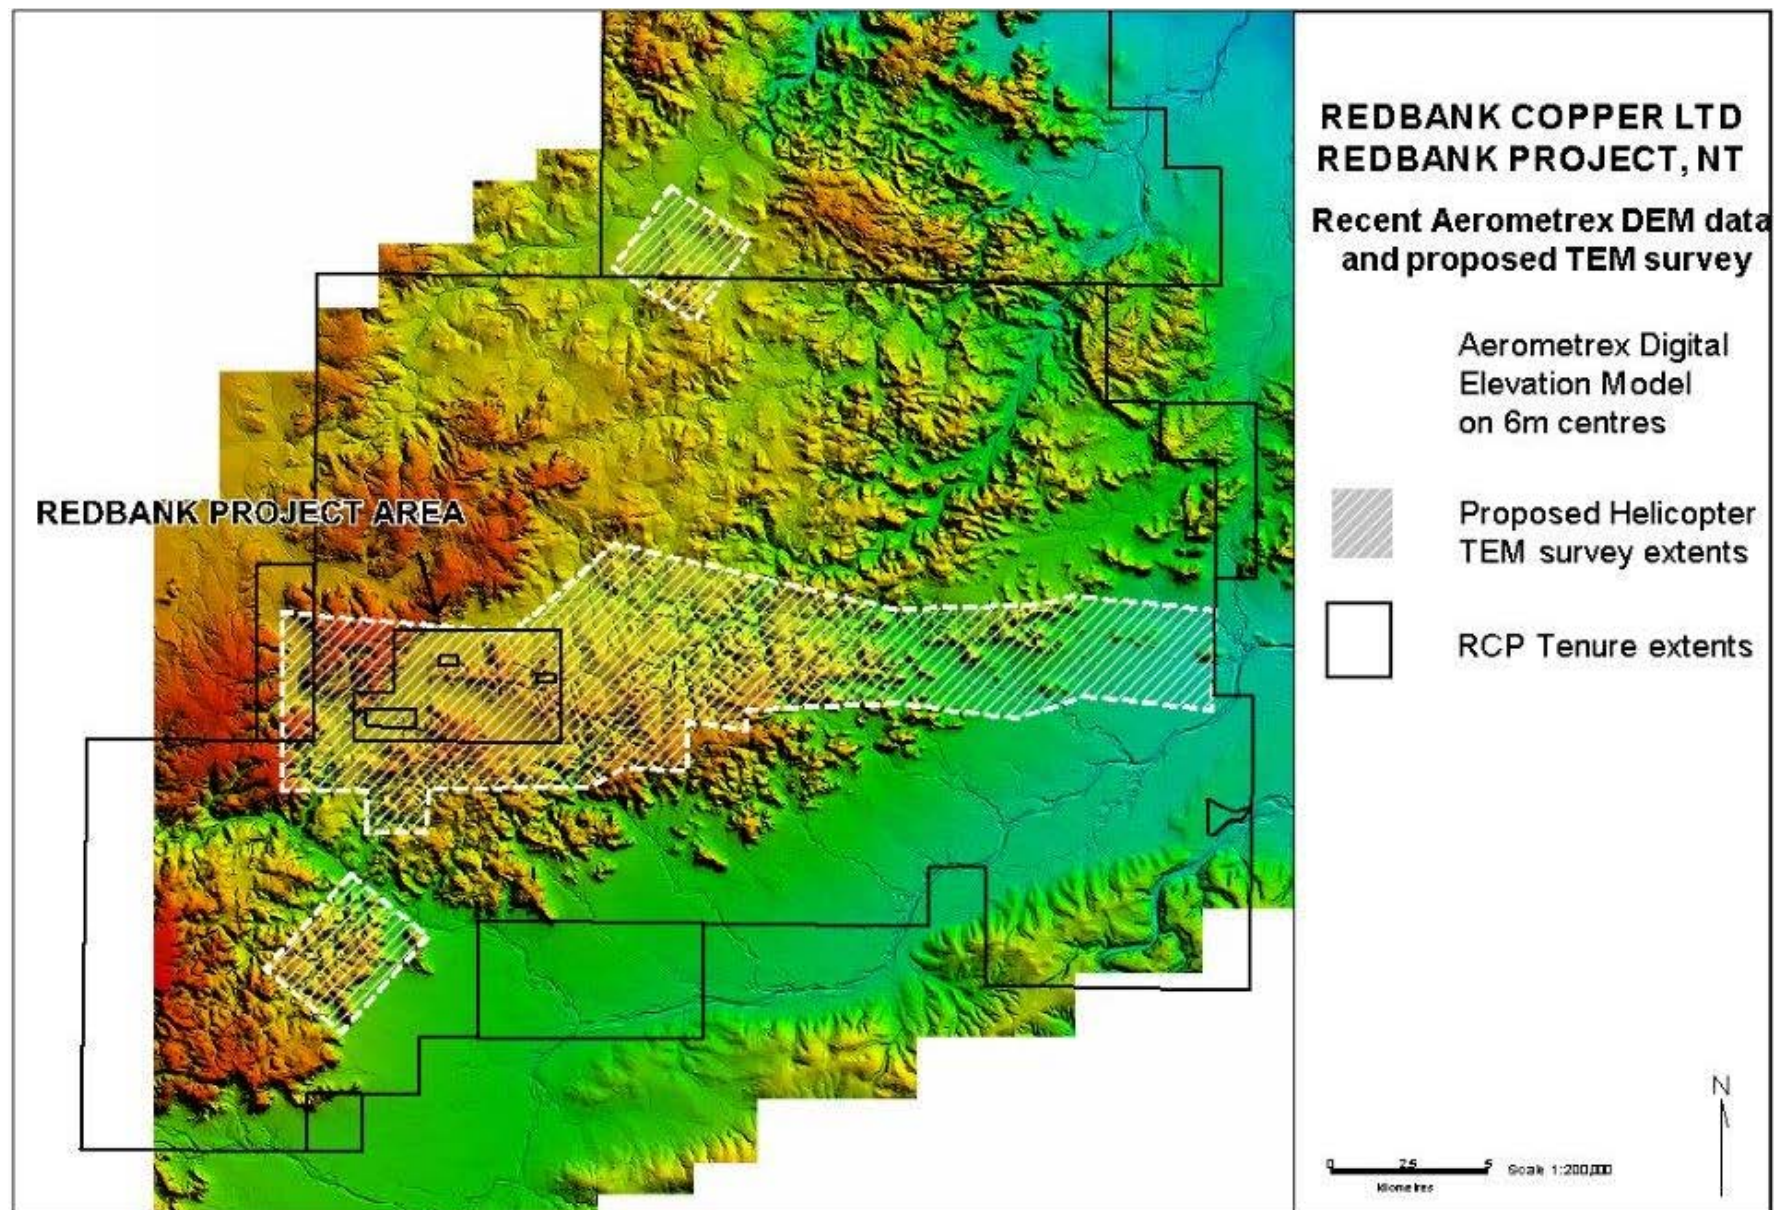 REDBANK COPPER LTD
REDBANK PROJECT, NT
Recent Aerometrex DEM data
and proposed TEM survey
Aerometrex Digital
Elevation Model
on 6m centres
REDBANK PROJECT AREA
Proposed Helicopter
TEM survey extents
RCP Tenure extents
N
0 2.5 5 Scale 1:200,000
kilometres